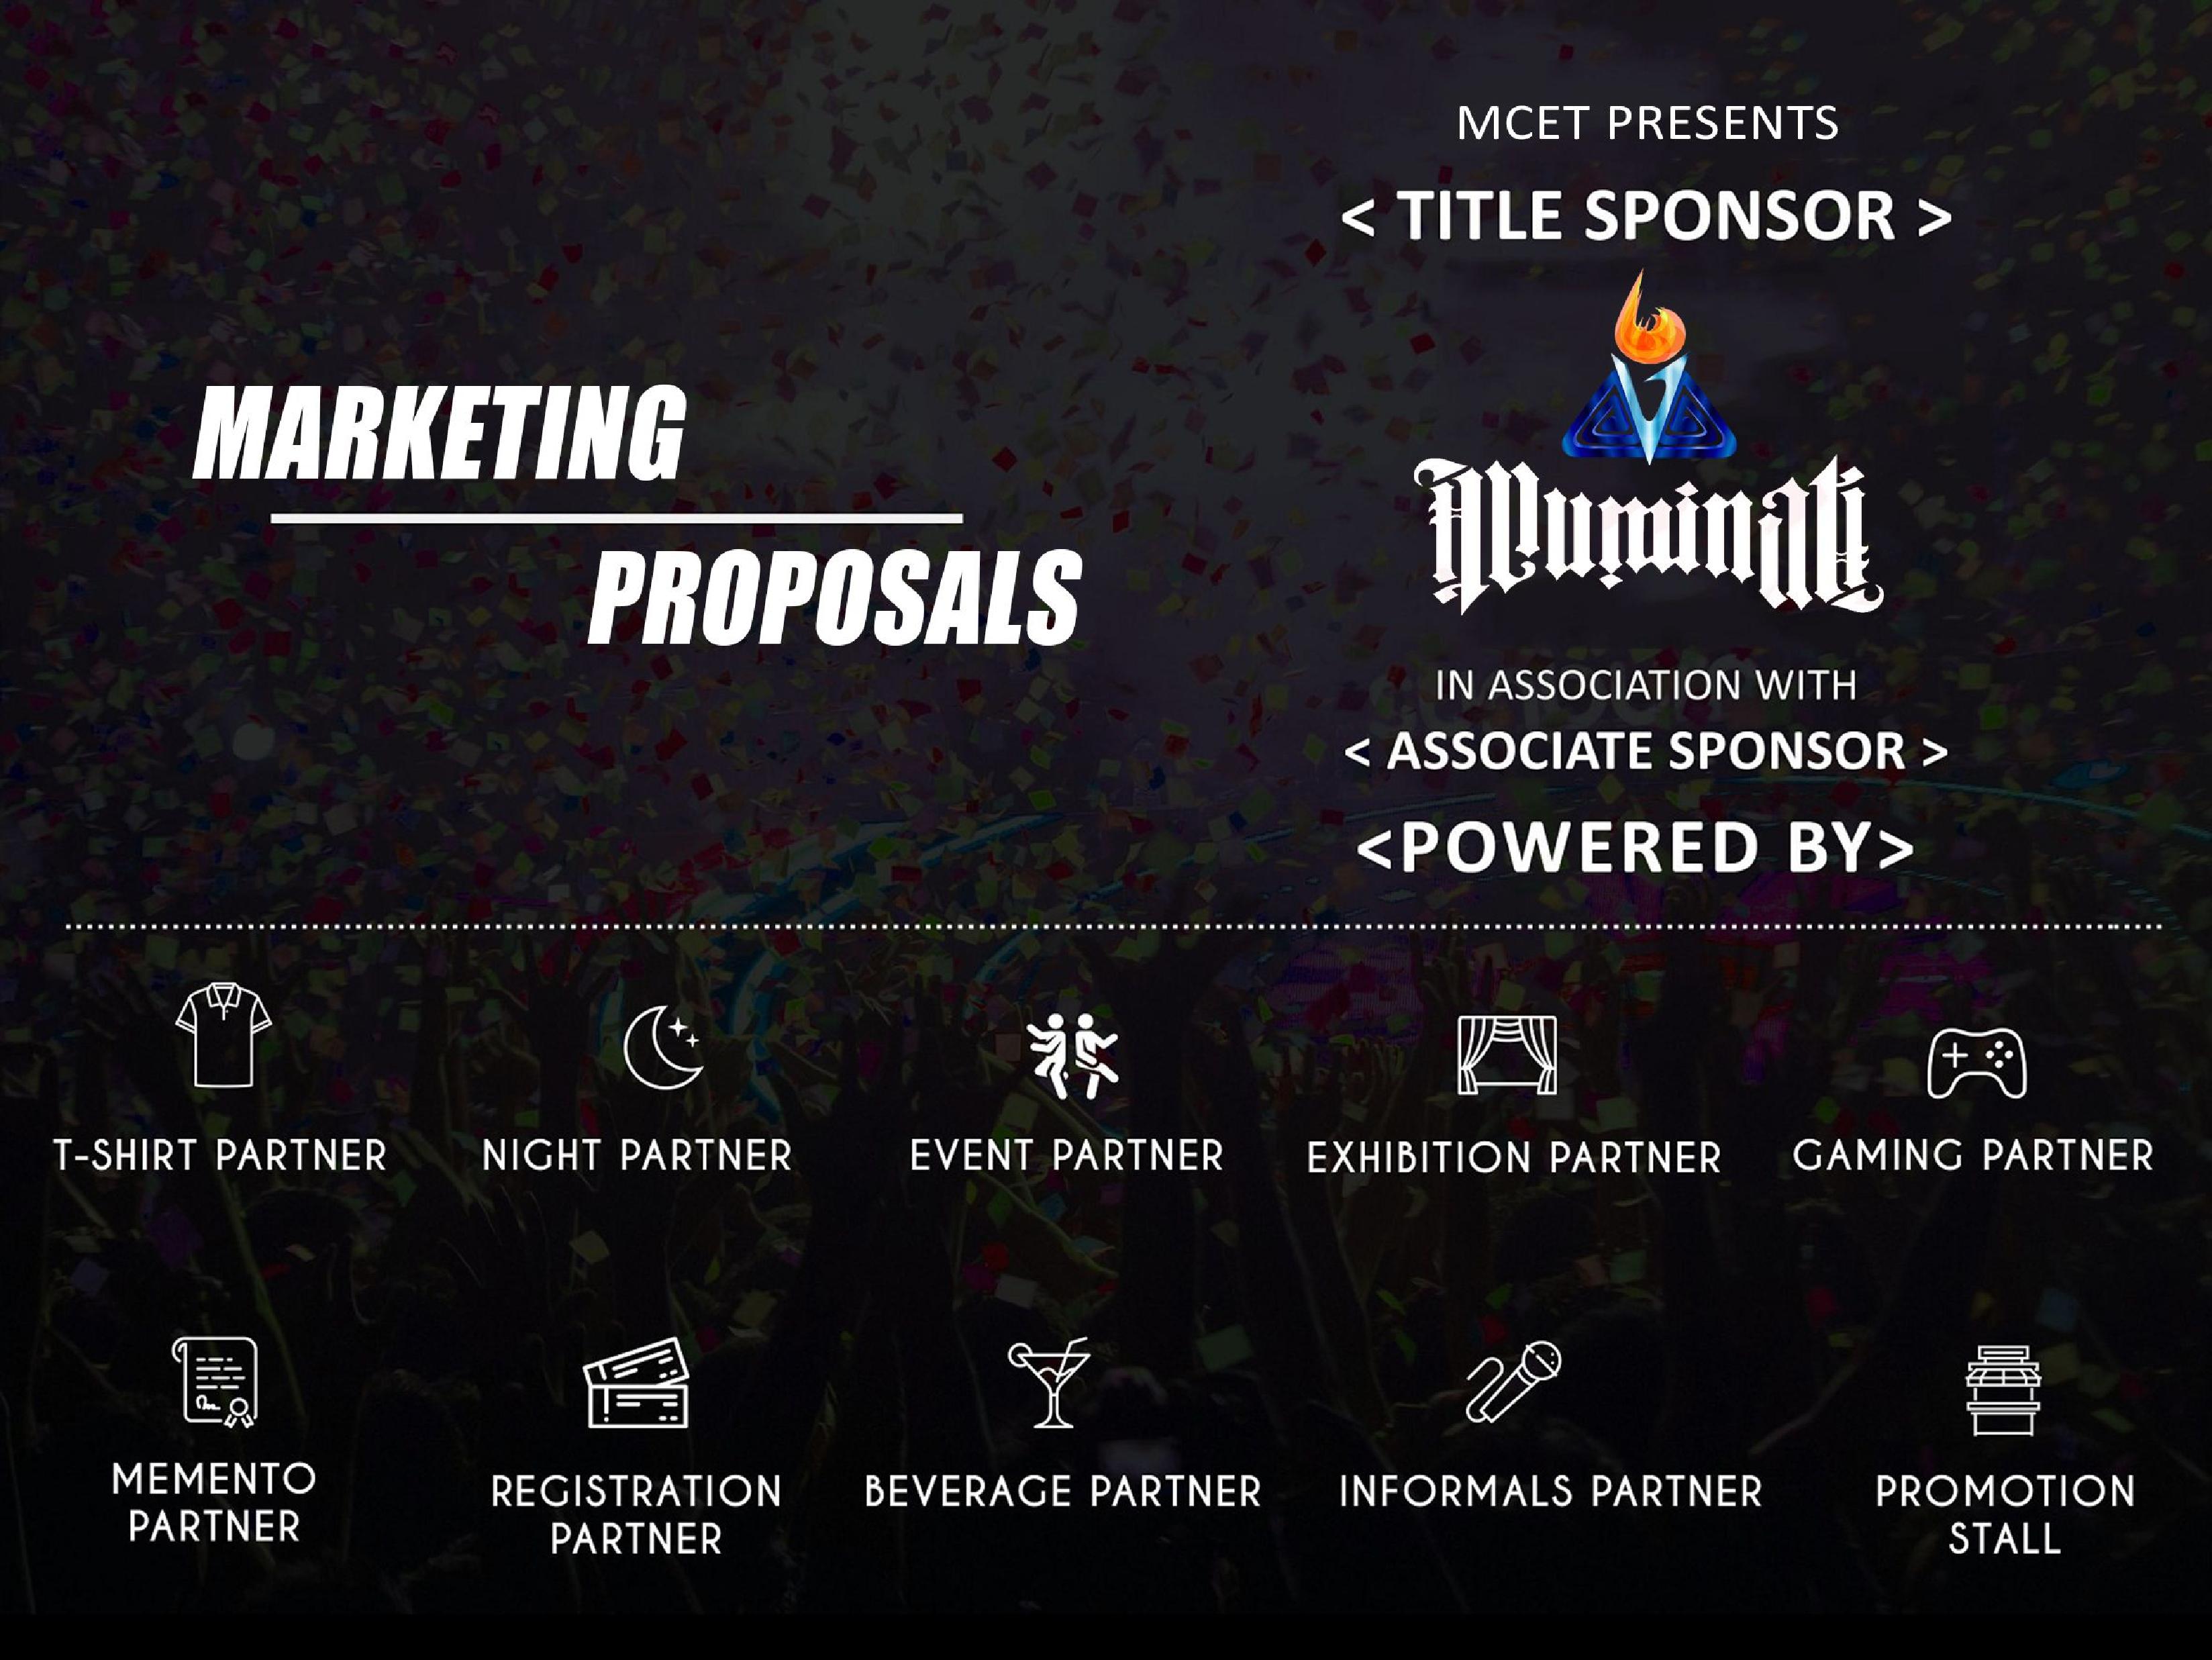 MARKETING
PROPOSALS
MCET PRESENTS
< TITLE SPONSOR >
Illuminati
IN ASSOCIATION WITH
< ASSOCIATE SPONSOR >
<POWERED BY>
T-SHIRT PARTNER
NIGHT PARTNER
EVENT PARTNER
EXHIBITION PARTNER
GAMING PARTNER
MEMENTO
PARTNER
REGISTRATION
PARTNER
BEVERAGE PARTNER
INFORMALS PARTNER
PROMOTION
STALL